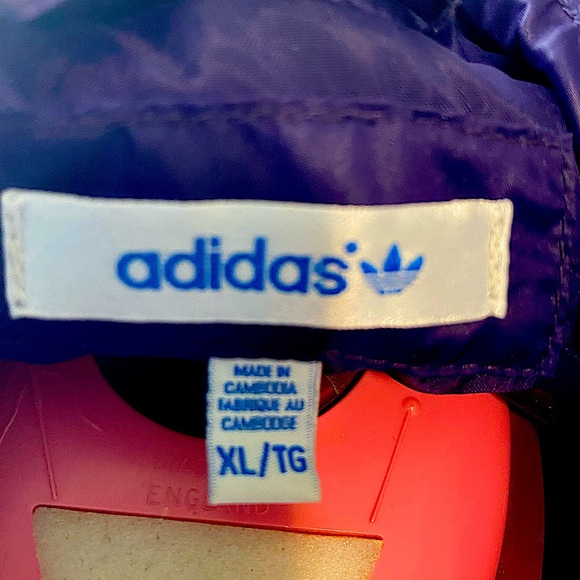 adidas
MADE IN
CAMBODIA
FABRIQUE AU
CAMBODGE
XL/TG
ENGLAND